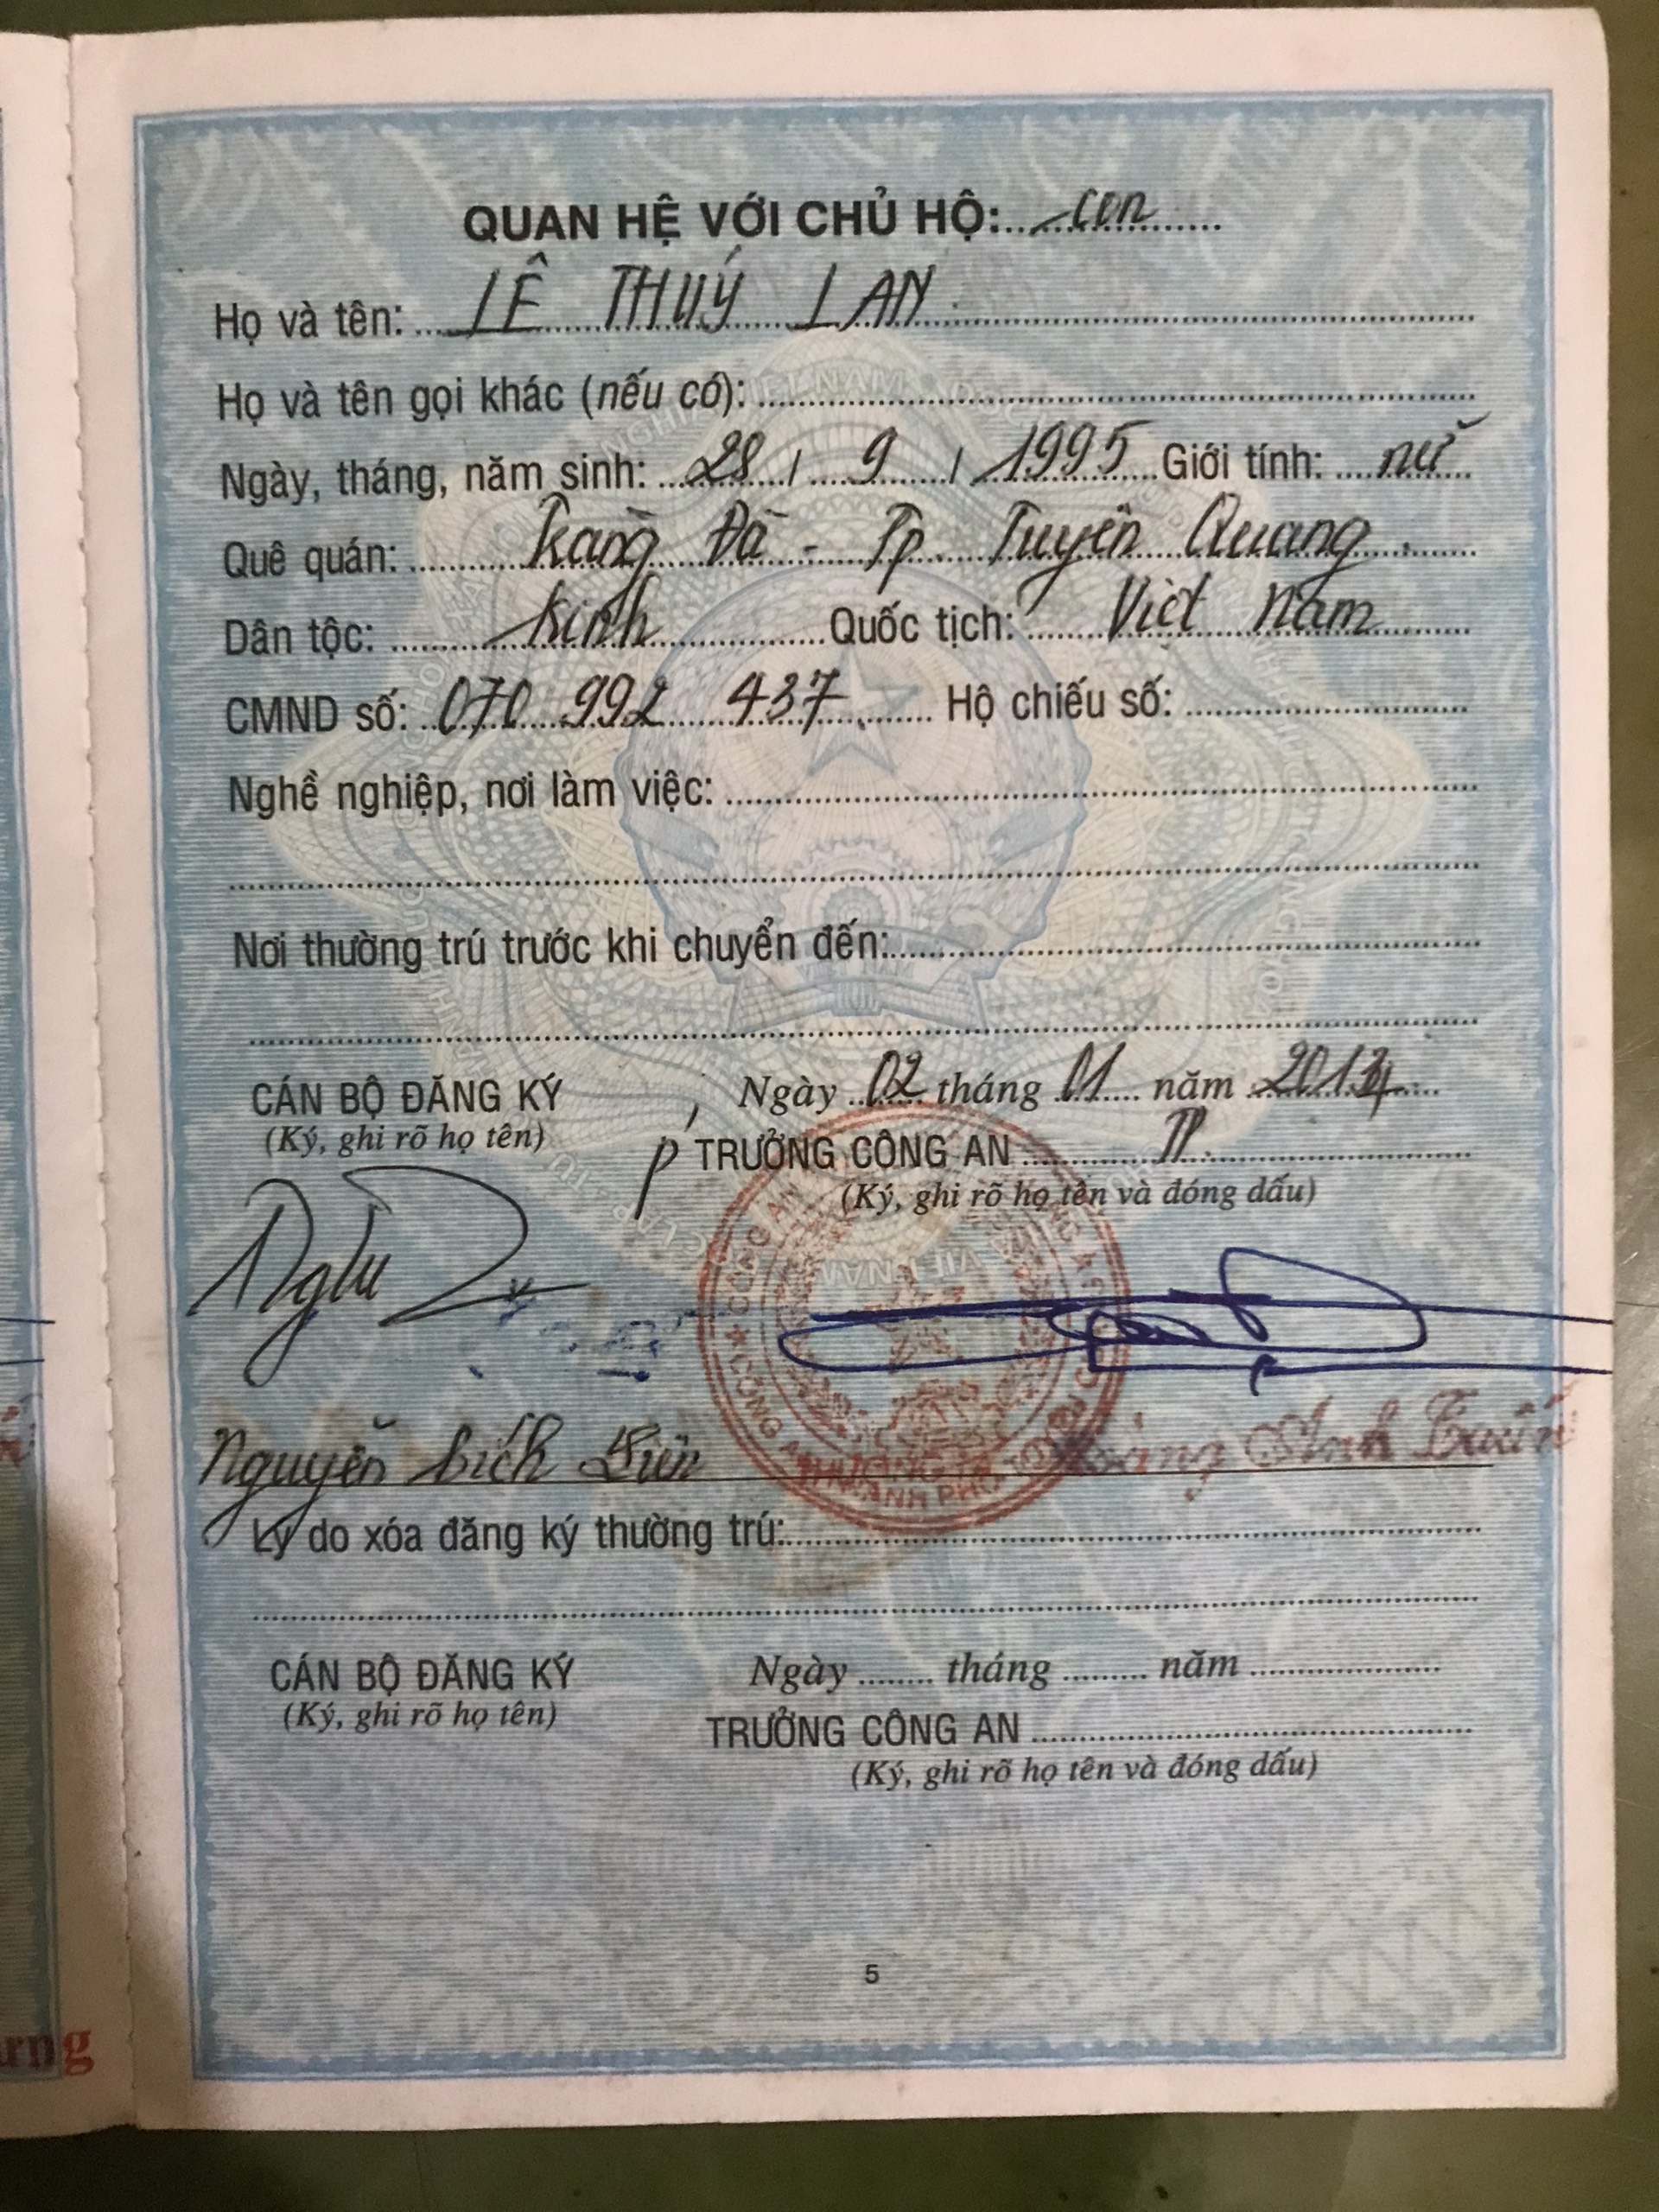 QUAN HỆ VỚI CHỦ HỘ: con
Họ và tên: LÊ THUÝ LAN
Họ và tên gọi khác (nếu có):
Ngày, tháng, năm sinh: 28 / 9 / 1995 Giới tính: nữ
Quê quán: Tràng Đà - Tp Tuyên Quang
Dân tộc: Kinh Quốc tịch: Việt Nam
CMND số: 070 992 437 Hộ chiếu số:
Nghề nghiệp, nơi làm việc:
Nơi thường trú trước khi chuyển đến:
CÁN BỘ ĐĂNG KÝ Ngày 02 tháng 01 năm 2014
(Ký, ghi rõ họ tên) P TRƯỞNG CÔNG AN TP
(Ký, ghi rõ họ tên và đóng dấu)
Nguyễn Bích Hoàng Anh
Lý do xóa đăng ký thường trú:
CÁN BỘ ĐĂNG KÝ Ngày tháng năm
(Ký, ghi rõ họ tên) TRƯỞNG CÔNG AN
(Ký, ghi rõ họ tên và đóng dấu)
5